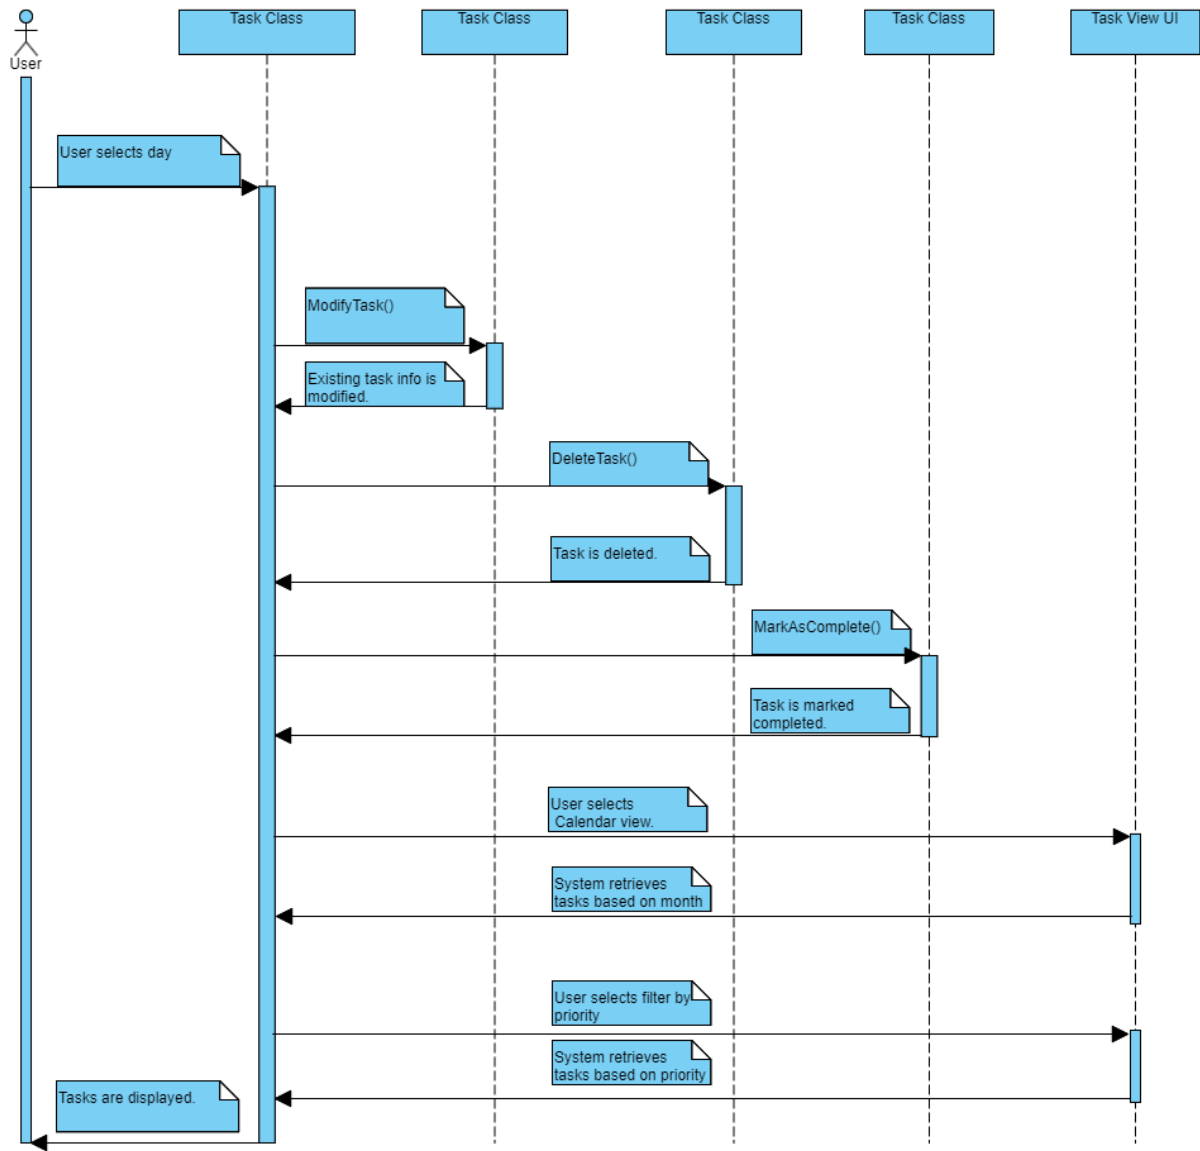 Task Class
Task Class
Task Class
Task Class
Task View UI
User
User selects day
ModifyTask()
Existing task info is
modified.
DeleteTask()
Task is deleted.
MarkAsComplete()
Task is marked
completed.
User selects
Calendar view.
System retrieves
tasks based on month
User selects filter by
priority
System retrieves
tasks based on priority
Tasks are displayed.